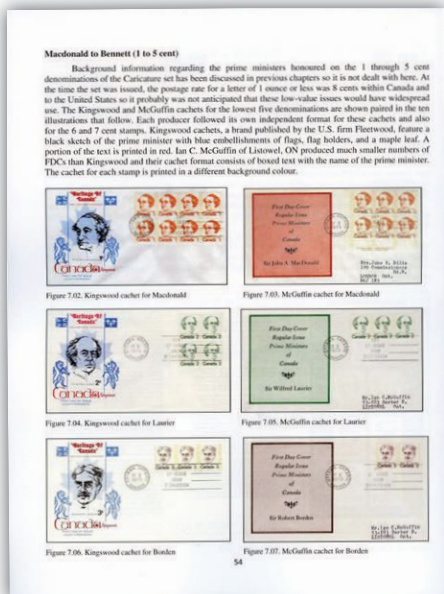 Macdonald to Bennett (1 to 5 cent)
Background information regarding the prime ministers honoured on the 1 through 5 cent
denominations of the Caricature set has been discussed in previous chapters so it is not dealt with here. At
the time the set was issued, the postage rate for a letter of 1 ounce or less was 8 cents within Canada and
to the United States so it probably was not anticipated that these low-value issues would have widespread
use. The Kingswood and McGuffin cachets for the lowest five denominations are shown paired in the ten
illustrations that follow. Each producer followed its own independent format for these cachets and also
for the 6 and 7 cent stamps. Kingswood cachets, a brand published by the U.S. firm Fleetwood, feature a
black sketch of the prime minister with blue embellishments of flags, flag holders, and a maple leaf. A
portion of the text is printed in red. Ian C. McGuffin of Listowel, ON produced much smaller numbers of
FDCs than Kingswood and their cachet format consists of boxed text with the name of the prime minister.
The cachet for each stamp is printed in a different background colour.
"Heritage Of
Canada"
1¢
Canada
First Day Cover
Regular Issue
Prime Ministers
of
Canada
Sir John A. MacDonald
Figure 7.02. Kingswood cachet for Macdonald
Figure 7.03. McGuffin cachet for Macdonald
"Heritage Of
Canada"
2¢
Canada
First Day Cover
Regular Issue
Prime Ministers
of
Canada
Sir Wilfred Laurier
Mr. Ian C. McGuffin
Figure 7.04. Kingswood cachet for Laurier
Figure 7.05. McGuffin cachet for Laurier
"Heritage Of
Canada"
3¢
Canada
First Day Cover
Regular Issue
Prime Ministers
of
Canada
Sir Robert Borden
Mr. Ian C. McGuffin
Figure 7.06. Kingswood cachet for Borden
Figure 7.07. McGuffin cachet for Borden
54